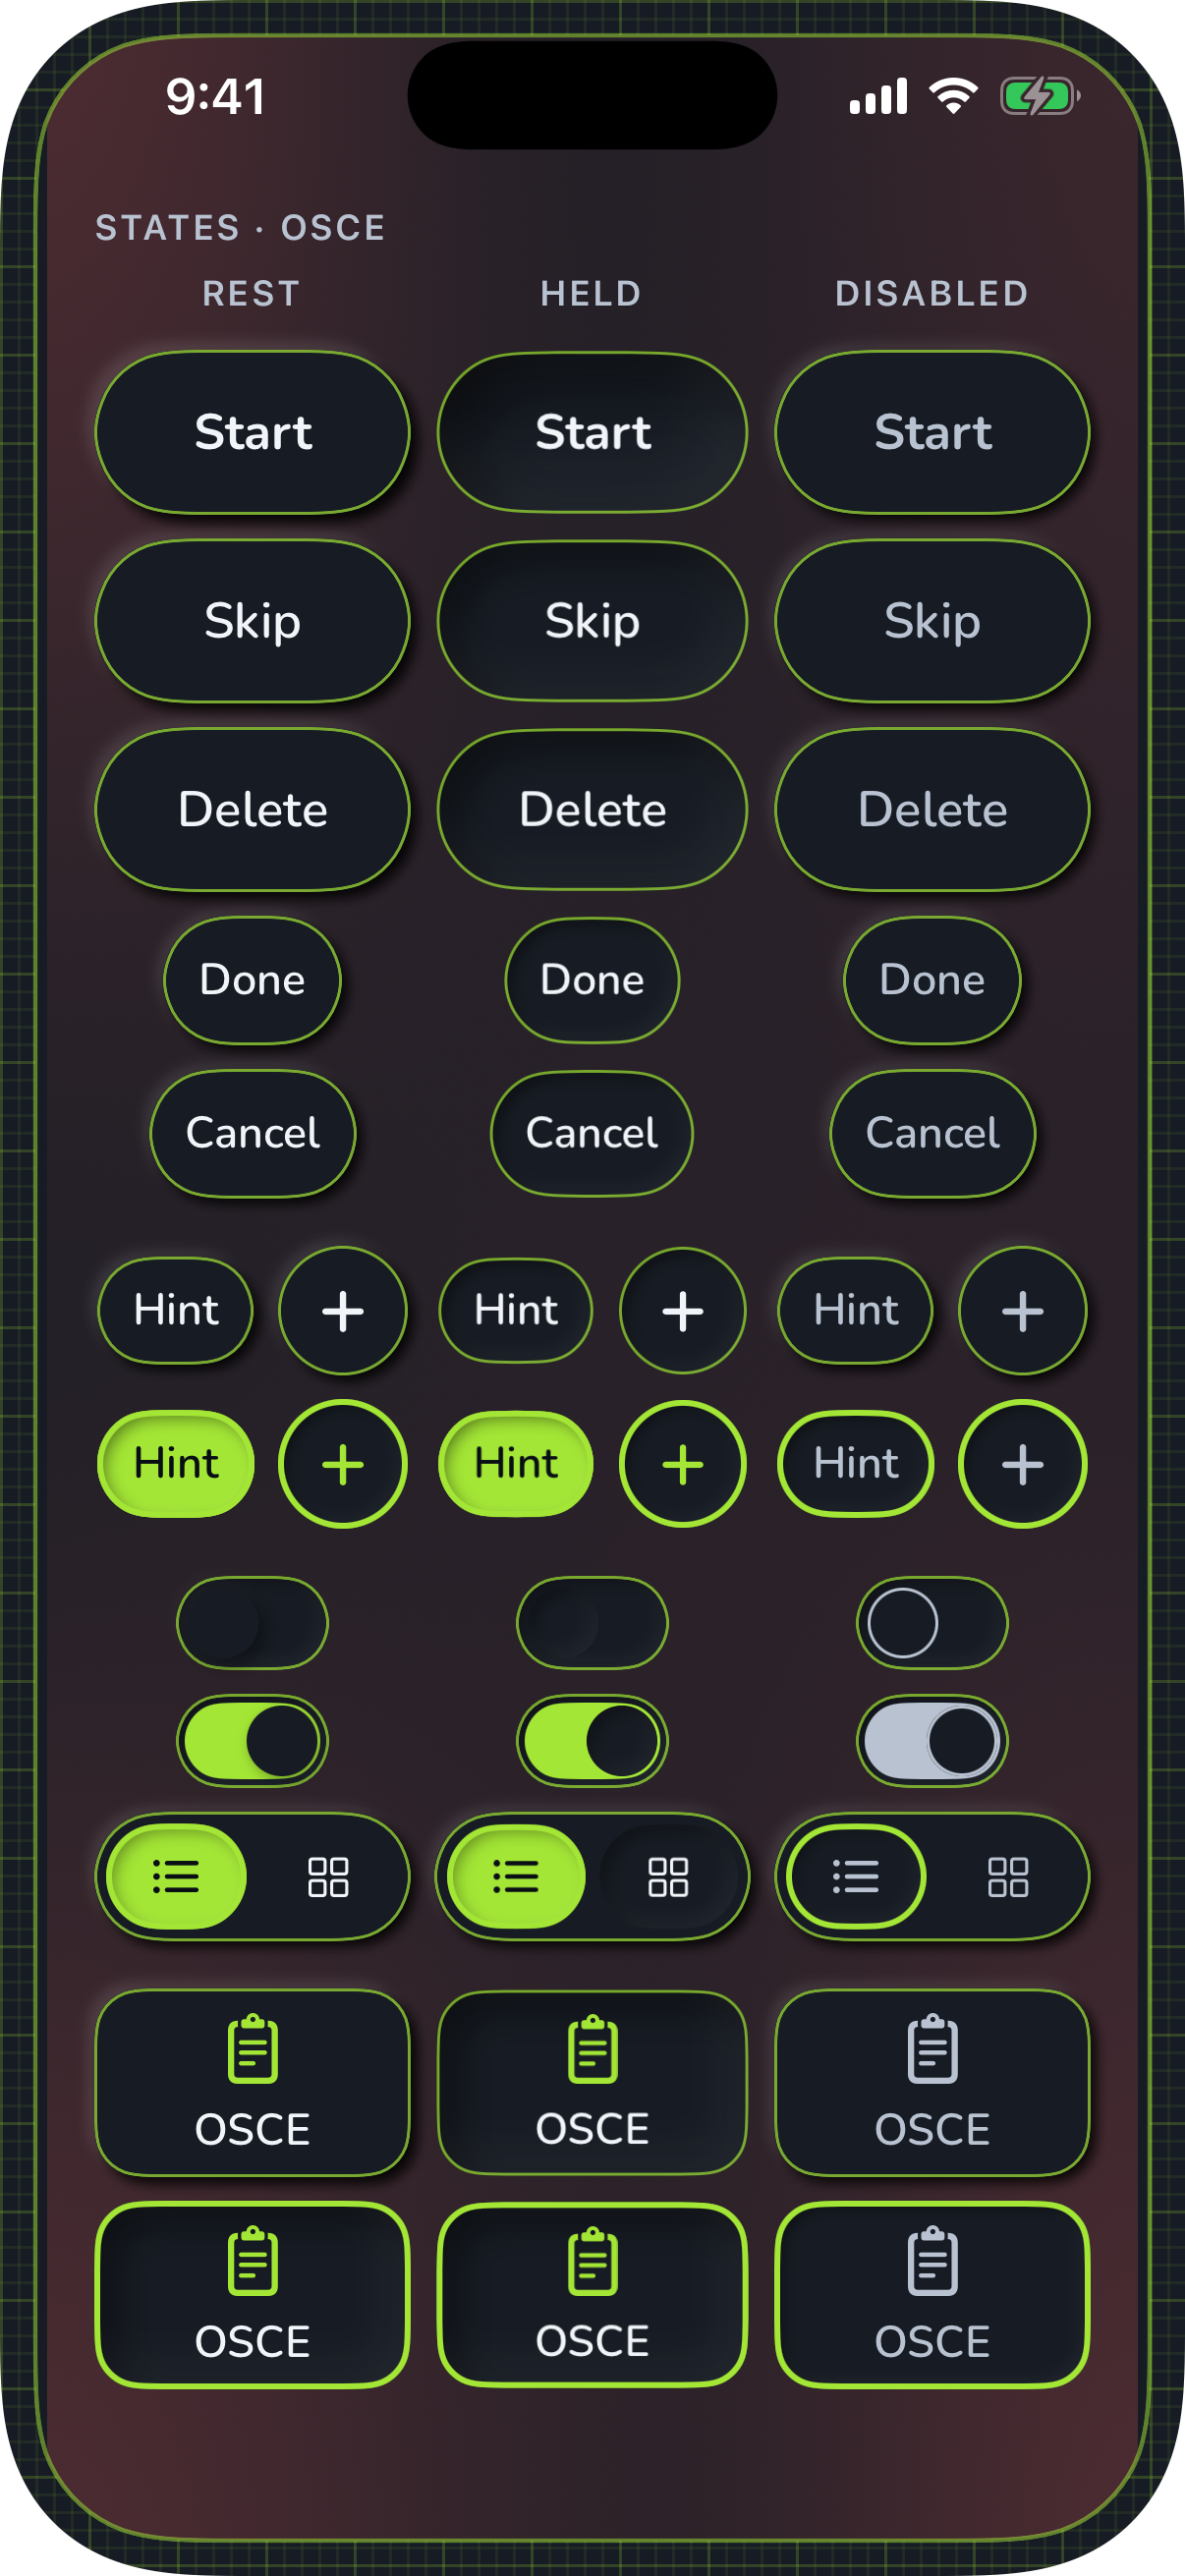 9:41
STATES · OSCE
REST HELD DISABLED
Start Start Start
Skip Skip Skip
Delete Delete Delete
Done Done Done
Cancel Cancel Cancel
Hint + Hint + Hint +
Hint + Hint + Hint +
OSCE OSCE OSCE
OSCE OSCE OSCE